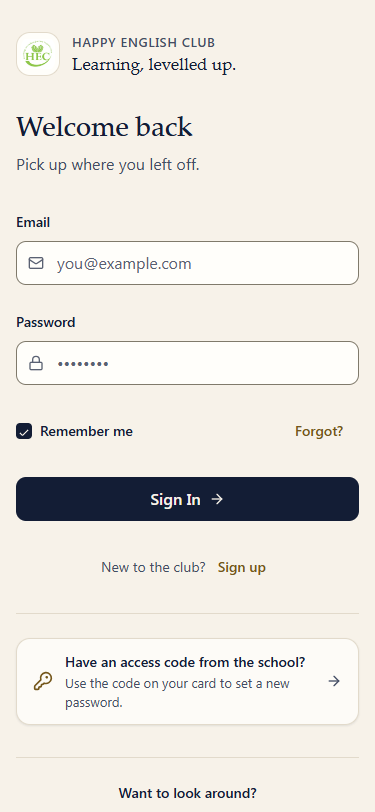 HEC
HAPPY ENGLISH CLUB
Learning, levelled up.
Welcome back
Pick up where you left off.
Email
you@example.com
Password
••••••••
Remember me
Forgot?
Sign In →
New to the club? Sign up
Have an access code from the school?
Use the code on your card to set a new
password.
Want to look around?